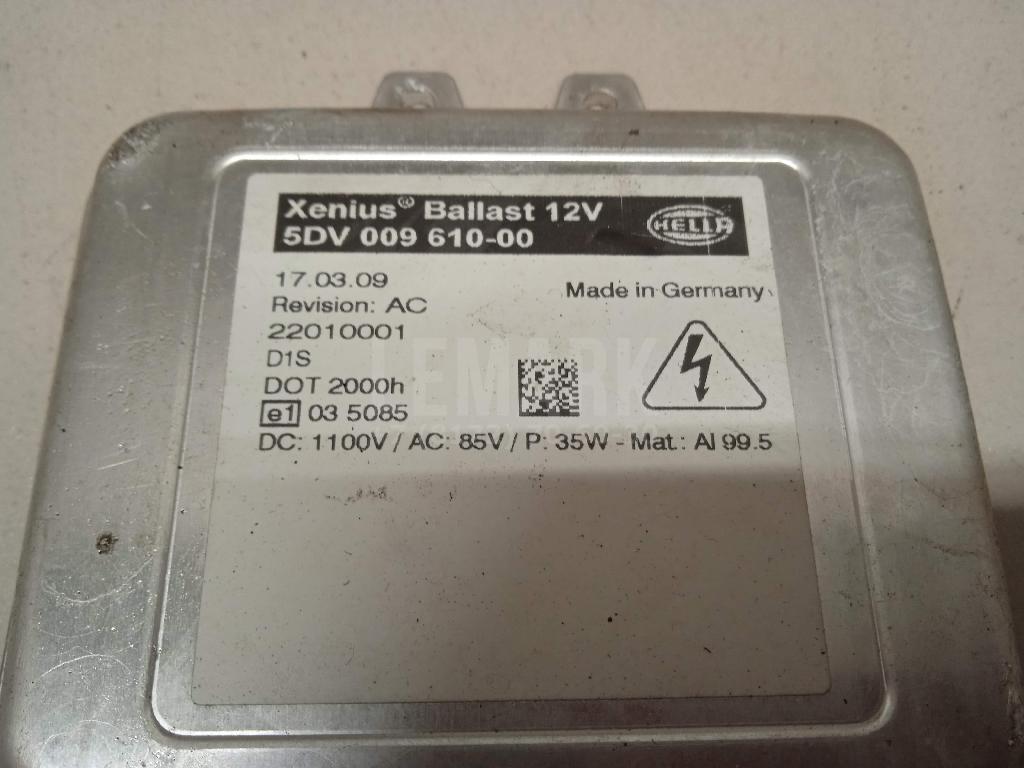 Xenius® Ballast 12V
5DV 009 610-00
HELLA
17.03.09
Made in Germany
Revision: AC
22010001
D1S
DOT 2000h
e1 03 5085
DC: 1100V / AC: 85V / P: 35W - Mat.: Al 99.5
LEMARK